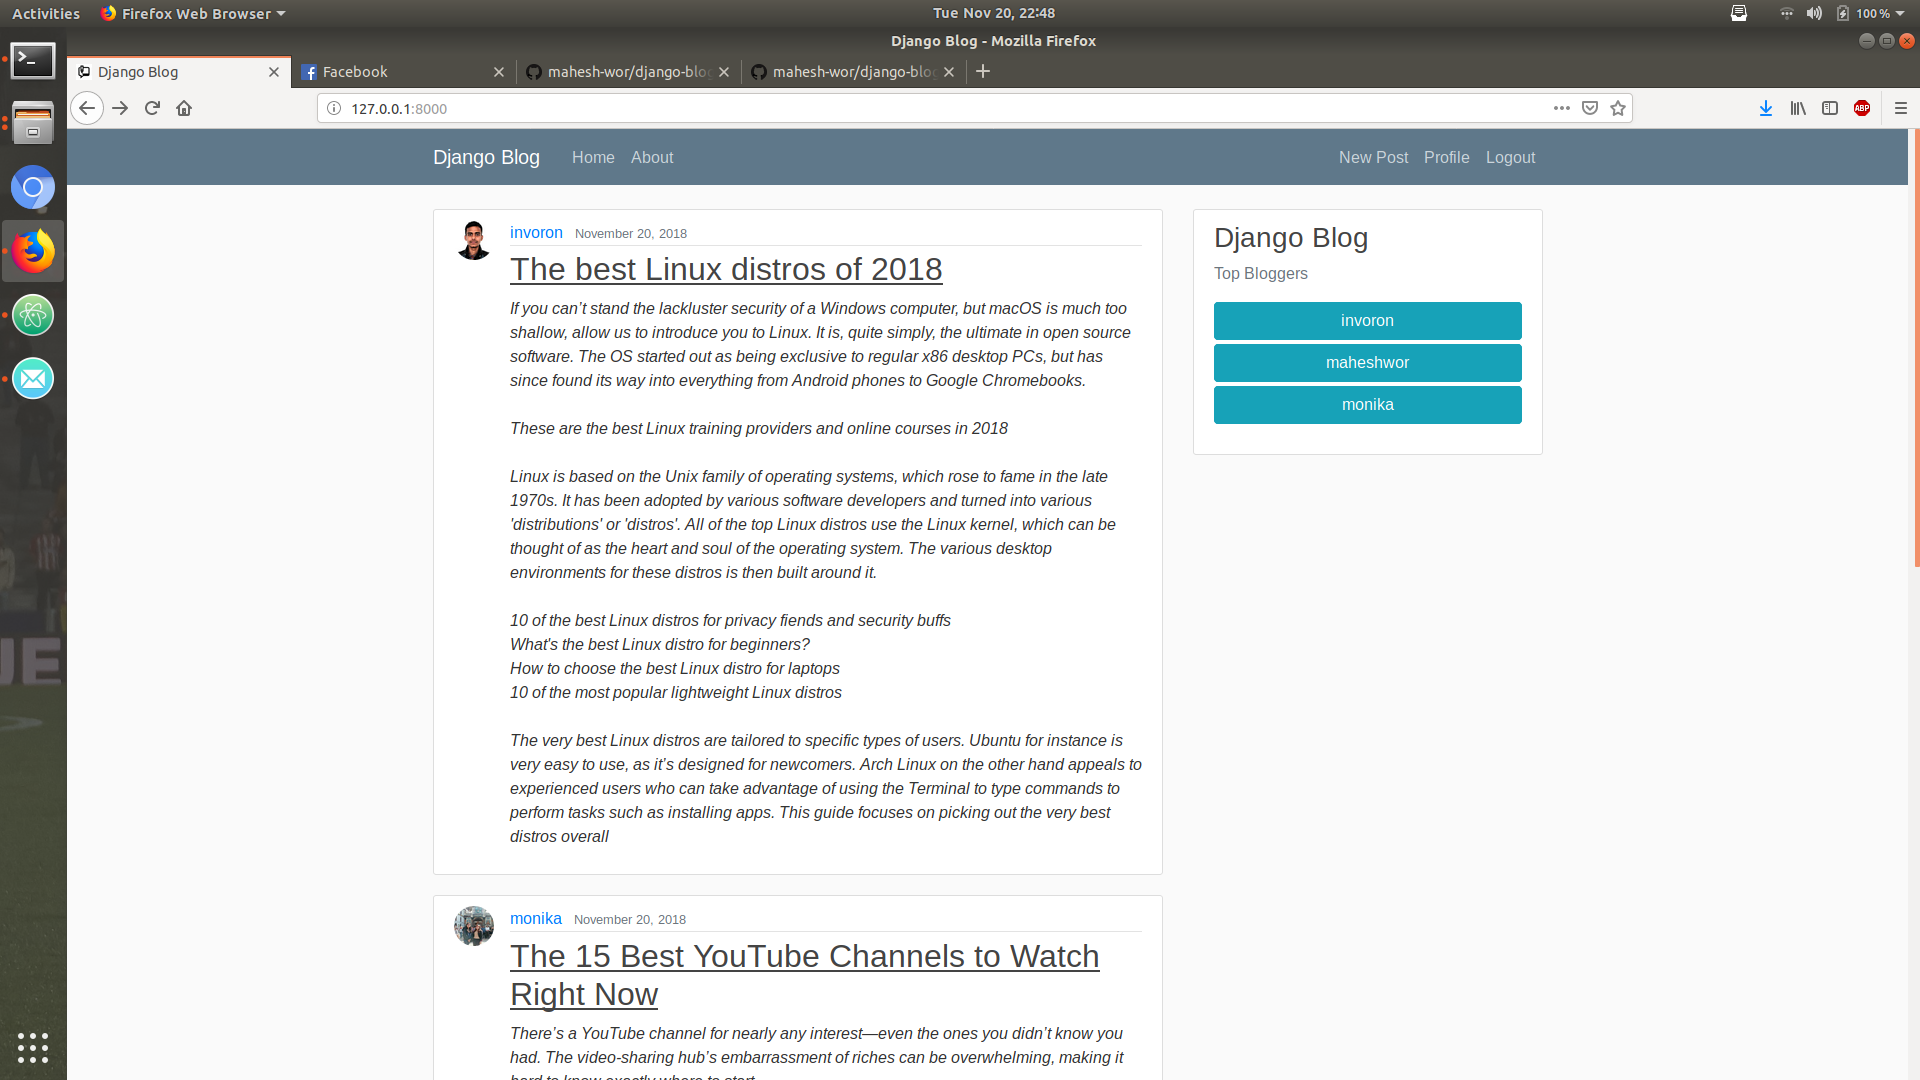 Activities Firefox Web Browser Tue Nov 20, 22:48 100 %
Django Blog - Mozilla Firefox
Django Blog Facebook mahesh-wor/django-blog mahesh-wor/django-blog
127.0.0.1:8000 ABP
Django Blog Home About New Post Profile Logout
invoron November 20, 2018
The best Linux distros of 2018
If you can’t stand the lackluster security of a Windows computer, but macOS is much too
shallow, allow us to introduce you to Linux. It is, quite simply, the ultimate in open source
software. The OS started out as being exclusive to regular x86 desktop PCs, but has
since found its way into everything from Android phones to Google Chromebooks.
These are the best Linux training providers and online courses in 2018
Linux is based on the Unix family of operating systems, which rose to fame in the late
1970s. It has been adopted by various software developers and turned into various
'distributions' or 'distros'. All of the top Linux distros use the Linux kernel, which can be
thought of as the heart and soul of the operating system. The various desktop
environments for these distros is then built around it.
10 of the best Linux distros for privacy fiends and security buffs
What's the best Linux distro for beginners?
How to choose the best Linux distro for laptops
10 of the most popular lightweight Linux distros
The very best Linux distros are tailored to specific types of users. Ubuntu for instance is
very easy to use, as it’s designed for newcomers. Arch Linux on the other hand appeals to
experienced users who can take advantage of using the Terminal to type commands to
perform tasks such as installing apps. This guide focuses on picking out the very best
distros overall
monika November 20, 2018
The 15 Best YouTube Channels to Watch
Right Now
There’s a YouTube channel for nearly any interest—even the ones you didn’t know you
had. The video-sharing hub’s embarrassment of riches can be overwhelming, making it
hard to know exactly where to start
Django Blog
Top Bloggers
invoron
maheshwor
monika
UE